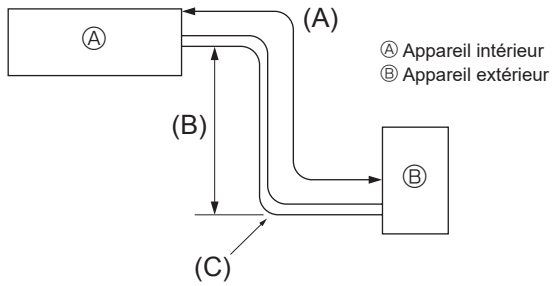 (A)
Ⓐ
Ⓐ Appareil intérieur
Ⓑ Appareil extérieur
(B)
Ⓑ
(C)